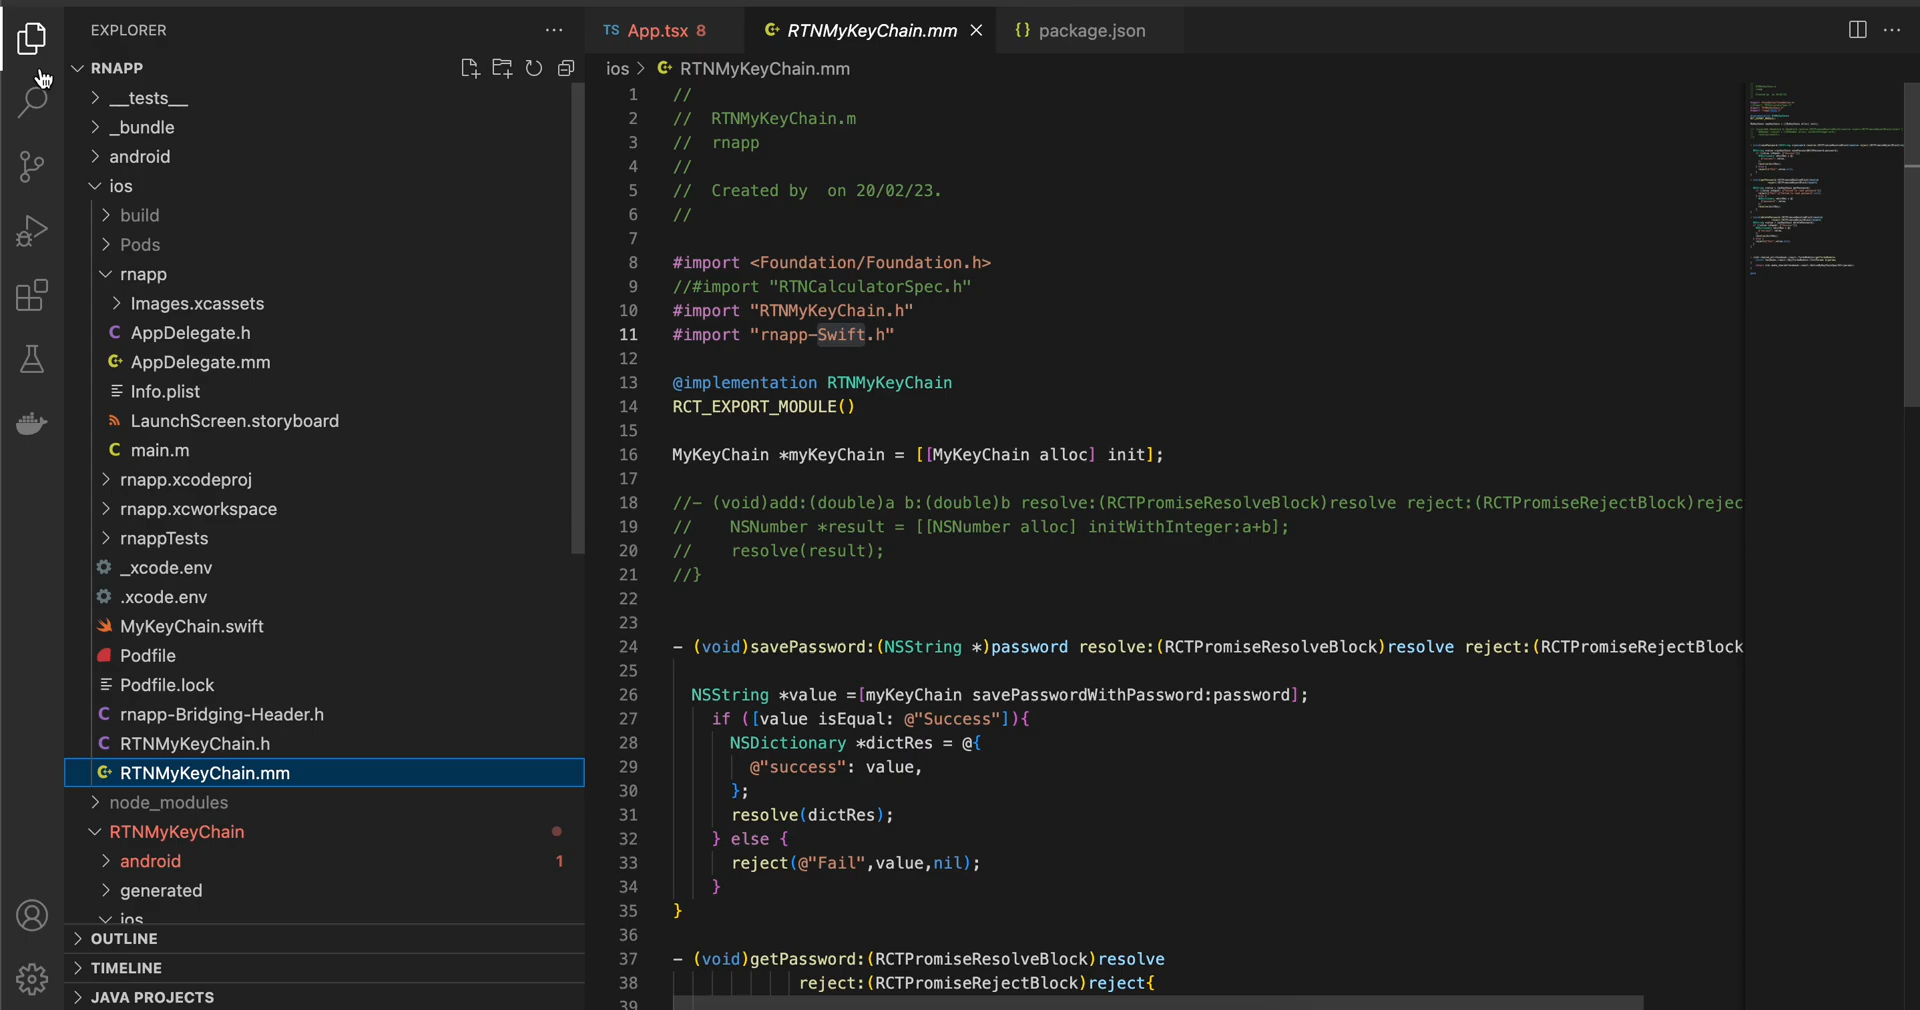 EXPLORER
RNAPP
__tests__
_bundle
android
ios
build
Pods
rnapp
Images.xcassets
C AppDelegate.h
AppDelegate.mm
Info.plist
LaunchScreen.storyboard
C main.m
rnapp.xcodeproj
rnapp.xcworkspace
rnappTests
_xcode.env
.xcode.env
MyKeyChain.swift
Podfile
Podfile.lock
C rnapp-Bridging-Header.h
C RTNMyKeyChain.h
RTNMyKeyChain.mm
node_modules
RTNMyKeyChain
android 1
generated
ios
OUTLINE
TIMELINE
JAVA PROJECTS
TS App.tsx 8
RTNMyKeyChain.mm
{} package.json
ios > RTNMyKeyChain.mm
1 //
2 // RTNMyKeyChain.m
3 // rnapp
4 //
5 // Created by  on 20/02/23.
6 //
7
8 #import <Foundation/Foundation.h>
9 //#import "RTNCalculatorSpec.h"
10 #import "RTNMyKeyChain.h"
11 #import "rnapp-Swift.h"
12
13 @implementation RTNMyKeyChain
14 RCT_EXPORT_MODULE()
15
16 MyKeyChain *myKeyChain = [[MyKeyChain alloc] init];
17
18 //- (void)add:(double)a b:(double)b resolve:(RCTPromiseResolveBlock)resolve reject:(RCTPromiseRejectBlock)rejec
19 // NSNumber *result = [[NSNumber alloc] initWithInteger:a+b];
20 // resolve(result);
21 //}
22
23
24 - (void)savePassword:(NSString *)password resolve:(RCTPromiseResolveBlock)resolve reject:(RCTPromiseRejectBlock
25
26 NSString *value =[myKeyChain savePasswordWithPassword:password];
27 if ([value isEqual: @"Success"]){
28 NSDictionary *dictRes = @{
29 @"success": value,
30 };
31 resolve(dictRes);
32 } else {
33 reject(@"Fail",value,nil);
34 }
35 }
36
37 - (void)getPassword:(RCTPromiseResolveBlock)resolve
38 reject:(RCTPromiseRejectBlock)reject{
39